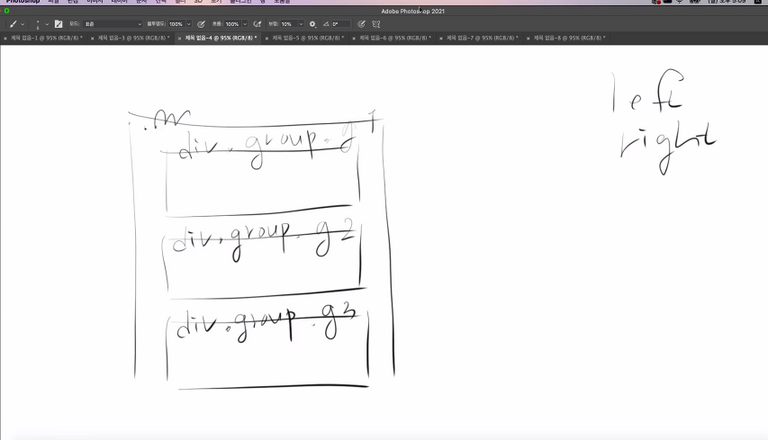 Adobe Photoshop 2021
모드: 표준 불투명도: 100% 흐름: 100% 보정: 10% 0°
제목 없음-1 @ 95% (RGB/8) * 제목 없음-3 @ 95% (RGB/8) * 제목 없음-4 @ 95% (RGB/8) * 제목 없음-5 @ 95% (RGB/8) * 제목 없음-6 @ 95% (RGB/8) * 제목 없음-7 @ 95% (RGB/8) * 제목 없음-8 @ 95% (RGB/8) *
left
right
div.group.g1
div.group.g2
div.group.g3